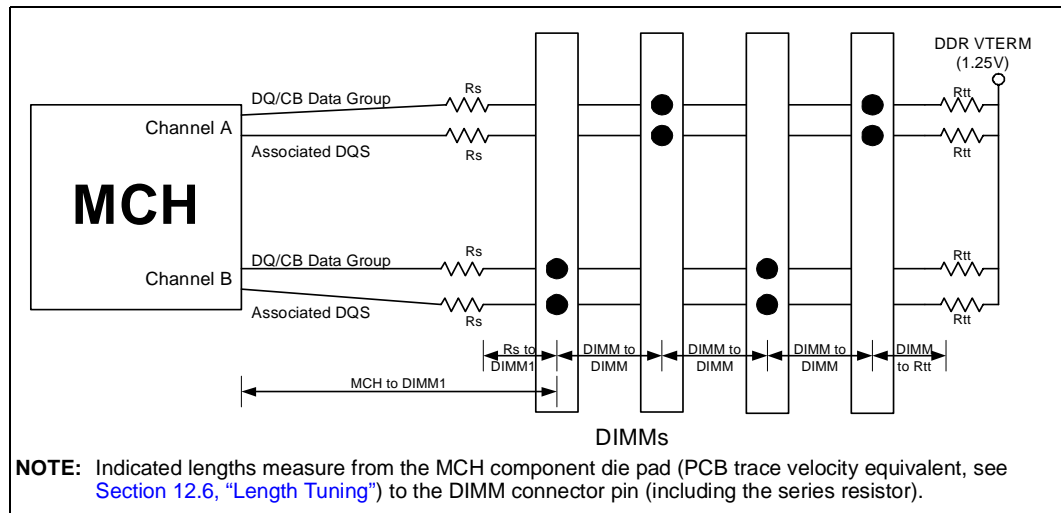 DDR VTERM
(1.25V)
DQ/CB Data Group
Rs
Rtt
Channel A
Associated DQS
Rs
Rtt
MCH
DQ/CB Data Group
Rs
Rtt
Channel B
Associated DQS
Rs
Rtt
Rs to
DIMM1
DIMM to
DIMM
DIMM to
DIMM
DIMM to
DIMM
DIMM
to Rtt
MCH to DIMM1
DIMMs
NOTE: Indicated lengths measure from the MCH component die pad (PCB trace velocity equivalent, see
Section 12.6, “Length Tuning”) to the DIMM connector pin (including the series resistor).